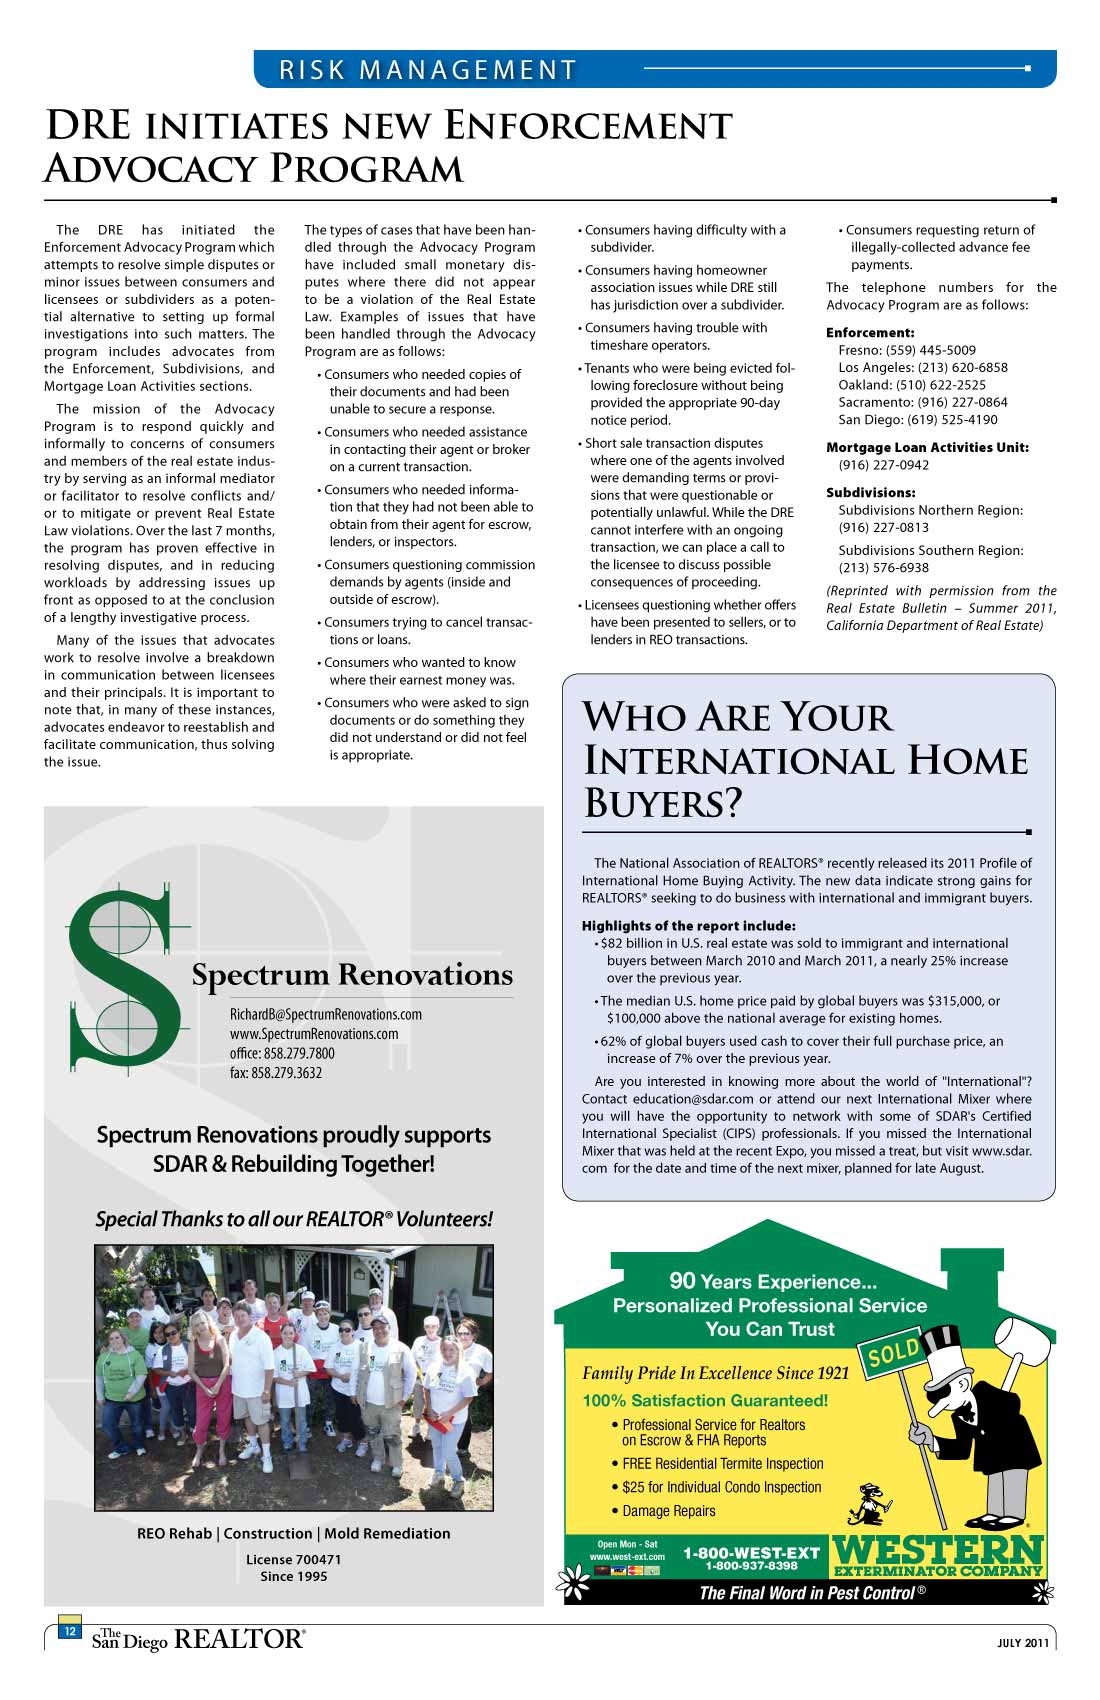 RISK MANAGEMENT
DRE INITIATES NEW ENFORCEMENT
ADVOCACY PROGRAM
The DRE has initiated the
Enforcement Advocacy Program which
attempts to resolve simple disputes or
minor issues between consumers and
licensees or subdividers as a poten-
tial alternative to setting up formal
investigations into such matters. The
program includes advocates from
the Enforcement, Subdivisions, and
Mortgage Loan Activities sections.
The mission of the Advocacy
Program is to respond quickly and
informally to concerns of consumers
and members of the real estate indus-
try by serving as an informal mediator
or facilitator to resolve conflicts and/
or to mitigate or prevent Real Estate
Law violations. Over the last 7 months,
the program has proven effective in
resolving disputes, and in reducing
workloads by addressing issues up
front as opposed to at the conclusion
of a lengthy investigative process.
Many of the issues that advocates
work to resolve involve a breakdown
in communication between licensees
and their principals. It is important to
note that, in many of these instances,
advocates endeavor to reestablish and
facilitate communication, thus solving
the issue.
The types of cases that have been han-
dled through the Advocacy Program
have included small monetary dis-
putes where there did not appear
to be a violation of the Real Estate
Law. Examples of issues that have
been handled through the Advocacy
Program are as follows:
• Consumers who needed copies of
their documents and had been
unable to secure a response.
• Consumers who needed assistance
in contacting their agent or broker
on a current transaction.
• Consumers who needed informa-
tion that they had not been able to
obtain from their agent for escrow,
lenders, or inspectors.
• Consumers questioning commission
demands by agents (inside and
outside of escrow).
• Consumers trying to cancel transac-
tions or loans.
• Consumers who wanted to know
where their earnest money was.
• Consumers who were asked to sign
documents or do something they
did not understand or did not feel
is appropriate.
• Consumers having difficulty with a
subdivider.
• Consumers having homeowner
association issues while DRE still
has jurisdiction over a subdivider.
• Consumers having trouble with
timeshare operators.
• Tenants who were being evicted fol-
lowing foreclosure without being
provided the appropriate 90-day
notice period.
• Short sale transaction disputes
where one of the agents involved
were demanding terms or provi-
sions that were questionable or
potentially unlawful. While the DRE
cannot interfere with an ongoing
transaction, we can place a call to
the licensee to discuss possible
consequences of proceeding.
• Licensees questioning whether offers
have been presented to sellers, or to
lenders in REO transactions.
• Consumers requesting return of
illegally-collected advance fee
payments.
The telephone numbers for the
Advocacy Program are as follows:
Enforcement:
Fresno: (559) 445-5009
Los Angeles: (213) 620-6858
Oakland: (510) 622-2525
Sacramento: (916) 227-0864
San Diego: (619) 525-4190
Mortgage Loan Activities Unit:
(916) 227-0942
Subdivisions:
Subdivisions Northern Region:
(916) 227-0813
Subdivisions Southern Region:
(213) 576-6938
(Reprinted with permission from the
Real Estate Bulletin – Summer 2011,
California Department of Real Estate)
WHO ARE YOUR
INTERNATIONAL HOME
BUYERS?
The National Association of REALTORS® recently released its 2011 Profile of
International Home Buying Activity. The new data indicate strong gains for
REALTORS® seeking to do business with international and immigrant buyers.
Highlights of the report include:
• $82 billion in U.S. real estate was sold to immigrant and international
buyers between March 2010 and March 2011, a nearly 25% increase
over the previous year.
• The median U.S. home price paid by global buyers was $315,000, or
$100,000 above the national average for existing homes.
• 62% of global buyers used cash to cover their full purchase price, an
increase of 7% over the previous year.
Are you interested in knowing more about the world of "International"?
Contact education@sdar.com or attend our next International Mixer where
you will have the opportunity to network with some of SDAR's Certified
International Specialist (CIPS) professionals. If you missed the International
Mixer that was held at the recent Expo, you missed a treat, but visit www.sdar.
com for the date and time of the next mixer, planned for late August.
S
Spectrum Renovations
RichardB@SpectrumRenovations.com
www.SpectrumRenovations.com
office: 858.279.7800
fax: 858.279.3632
Spectrum Renovations proudly supports
SDAR & Rebuilding Together!
Special Thanks to all our REALTOR® Volunteers!
REO Rehab | Construction | Mold Remediation
License 700471
Since 1995
90 Years Experience...
Personalized Professional Service
You Can Trust
SOLD
Family Pride In Excellence Since 1921
100% Satisfaction Guaranteed!
• Professional Service for Realtors
on Escrow & FHA Reports
• FREE Residential Termite Inspection
• $25 for Individual Condo Inspection
• Damage Repairs
Open Mon - Sat
www.west-ext.com
1-800-WEST-EXT
1-800-937-8398
WESTERN
EXTERMINATOR COMPANY
The Final Word in Pest Control®
12
The San Diego REALTOR®
JULY 2011